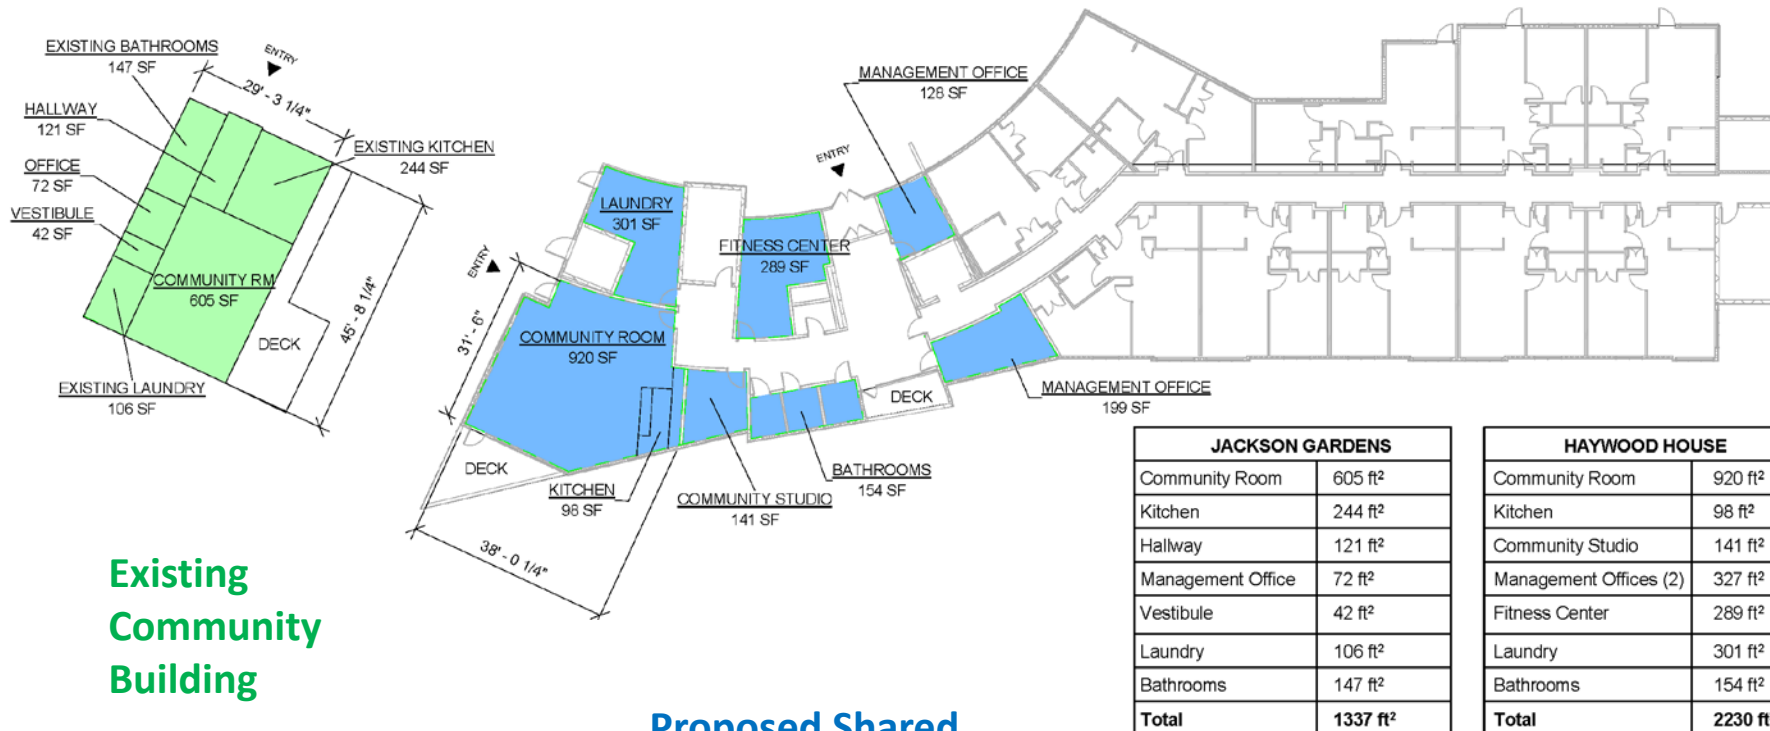 EXISTING BATHROOMS
147 SF
HALLWAY
121 SF
OFFICE
72 SF
VESTIBULE
42 SF
ENTRY
29' - 3 1/4"
EXISTING KITCHEN
244 SF
COMMUNITY RM
605 SF
45' - 8 1/4"
DECK
EXISTING LAUNDRY
106 SF
ENTRY
MANAGEMENT OFFICE
128 SF
LAUNDRY
301 SF
FITNESS CENTER
289 SF
ENTRY
31' - 6"
COMMUNITY ROOM
920 SF
DECK
KITCHEN
98 SF
COMMUNITY STUDIO
141 SF
BATHROOMS
154 SF
DECK
MANAGEMENT OFFICE
199 SF
38' - 0 1/4"
Existing
Community
Building
Proposed Shared
JACKSON GARDENS
Community Room 605 ft²
Kitchen 244 ft²
Hallway 121 ft²
Management Office 72 ft²
Vestibule 42 ft²
Laundry 106 ft²
Bathrooms 147 ft²
Total 1337 ft²
HAYWOOD HOUSE
Community Room 920 ft²
Kitchen 98 ft²
Community Studio 141 ft²
Management Offices (2) 327 ft²
Fitness Center 289 ft²
Laundry 301 ft²
Bathrooms 154 ft²
Total 2230 ft